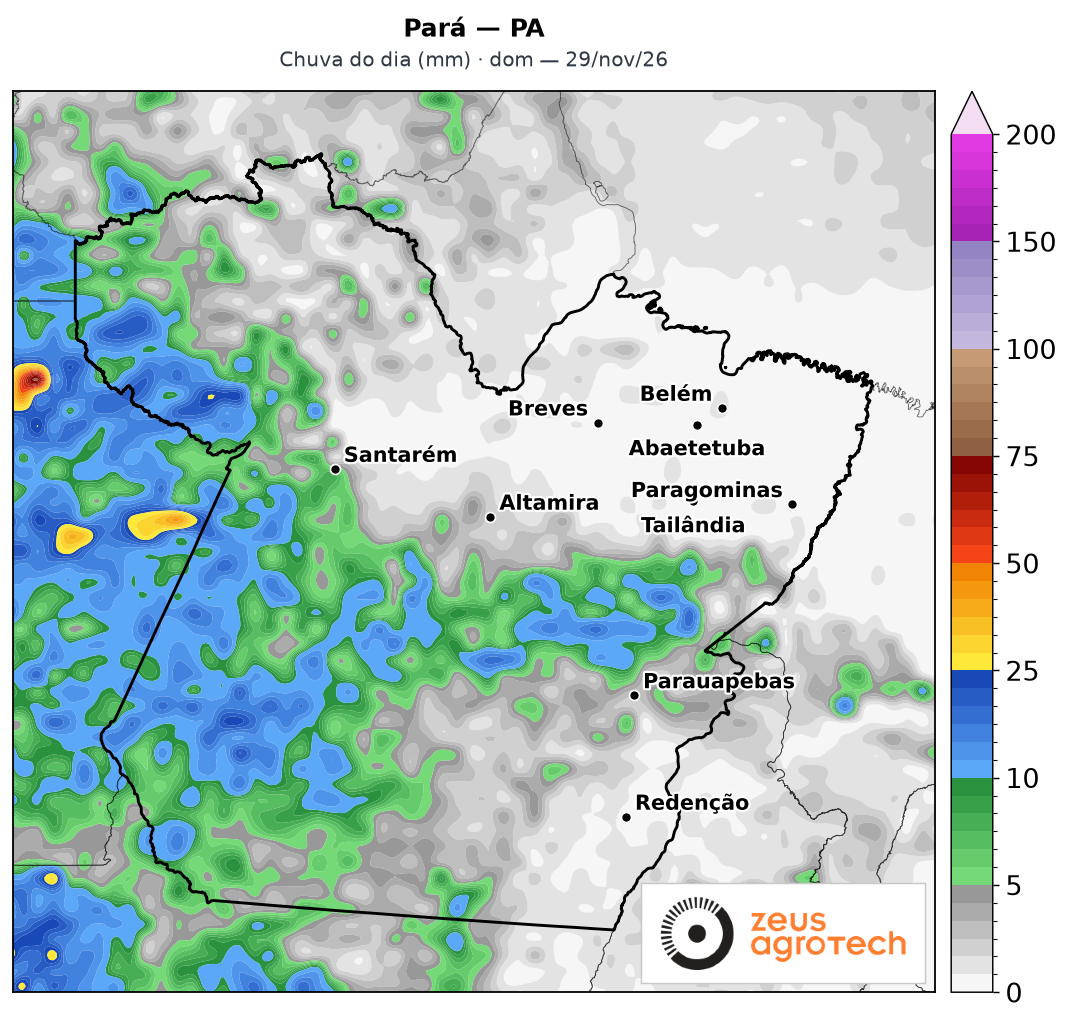 Pará — PA
Chuva do dia (mm) · dom — 29/nov/26
200
150
100
75
50
25
10
5
0
Belém
Breves
Abaetetuba
Santarém
Paragominas
Altamira
Tailândia
Parauapebas
Redenção
zeus
agrotech